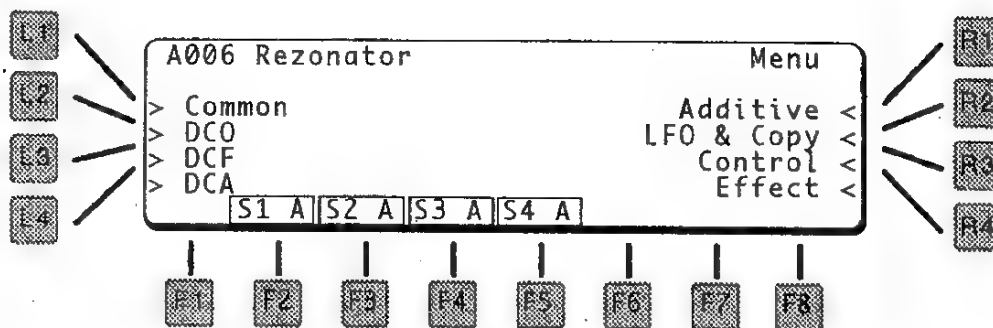 L1
R1
A006 Rezonator Menu
L2
> Common Additive <
R2
> DCO LFO & Copy <
L3
> DCF Control <
R3
> DCA Effect <
L4
S1 A S2 A S3 A S4 A
R4
F1 F2 F3 F4 F5 F6 F7 F8